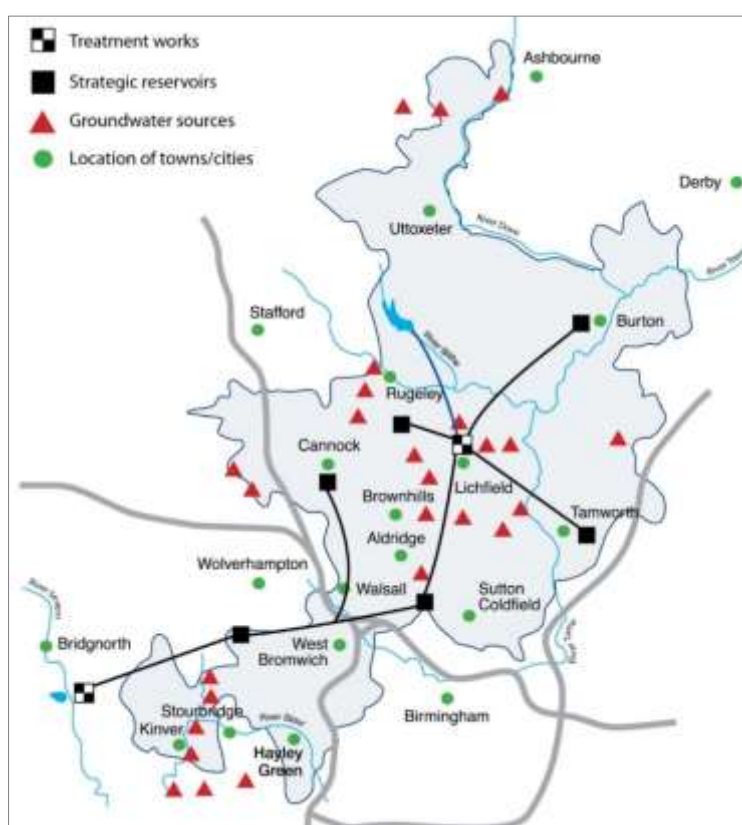 Treatment works
Strategic reservoirs
Groundwater sources
Location of towns/cities
Ashbourne
Derby
Uttoxeter
River Dove
River Trent
Stafford
Burton
River Blithe
Rugeley
Cannock
Lichfield
Brownhills
Tamworth
Aldridge
Wolverhampton
Walsall
Sutton
Coldfield
River Severn
Bridgnorth
West
Bromwich
River Tame
Birmingham
Stourbridge
River Stour
Kinver
Hayley
Green